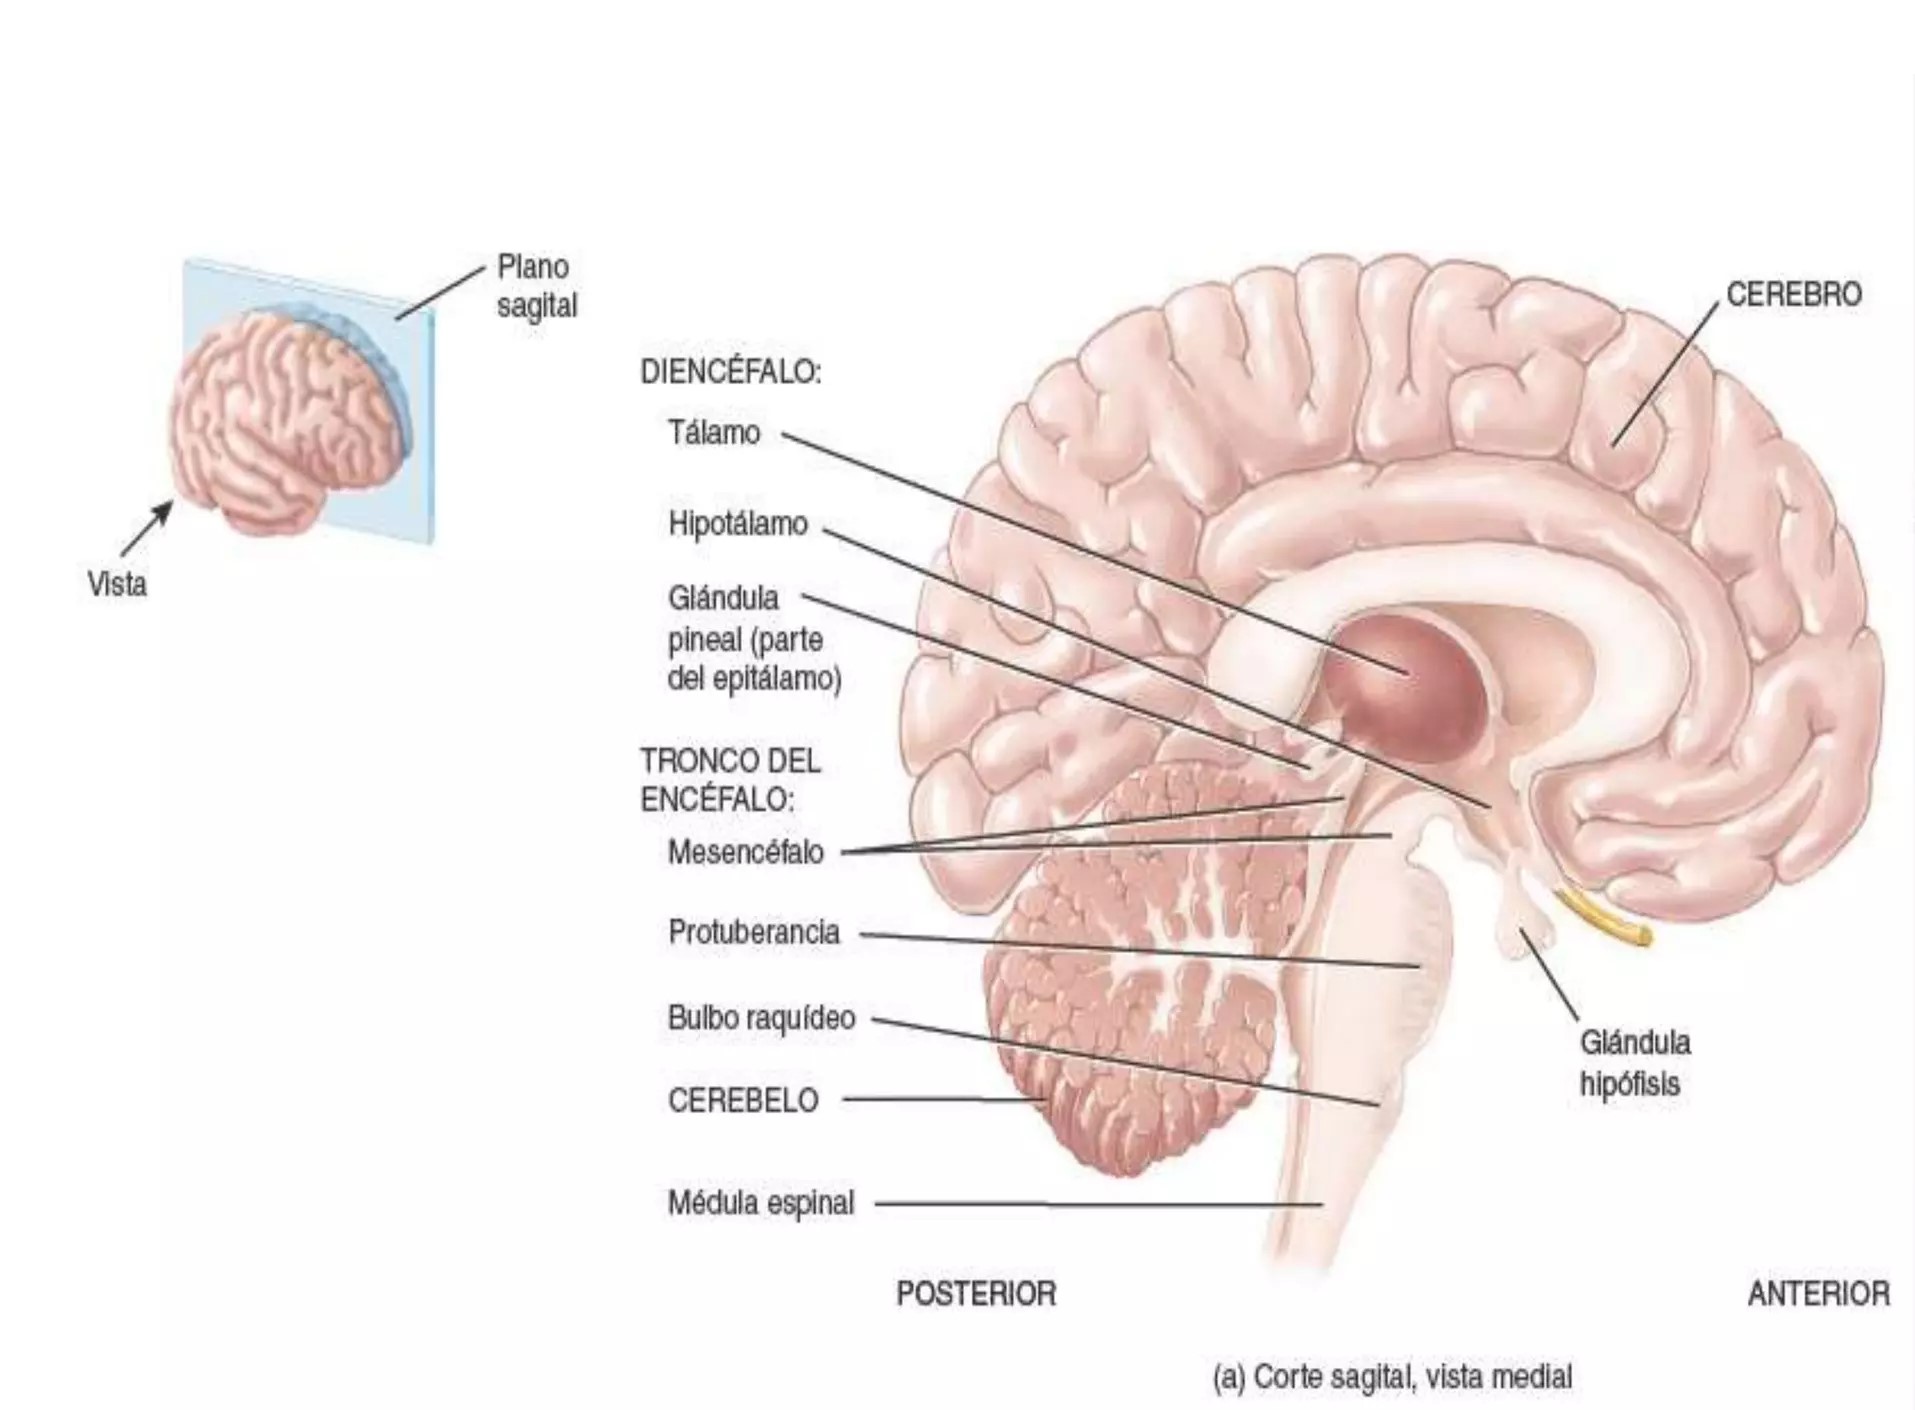 Plano
sagital
Vista
DIENCÉFALO:
Tálamo
Hipotálamo
Glándula
pineal (parte
del epitálamo)
TRONCO DEL
ENCÉFALO:
Mesencéfalo
Protuberancia
Bulbo raquídeo
CEREBELO
Médula espinal
CEREBRO
Glándula
hipófisis
POSTERIOR
ANTERIOR
(a) Corte sagital, vista medial